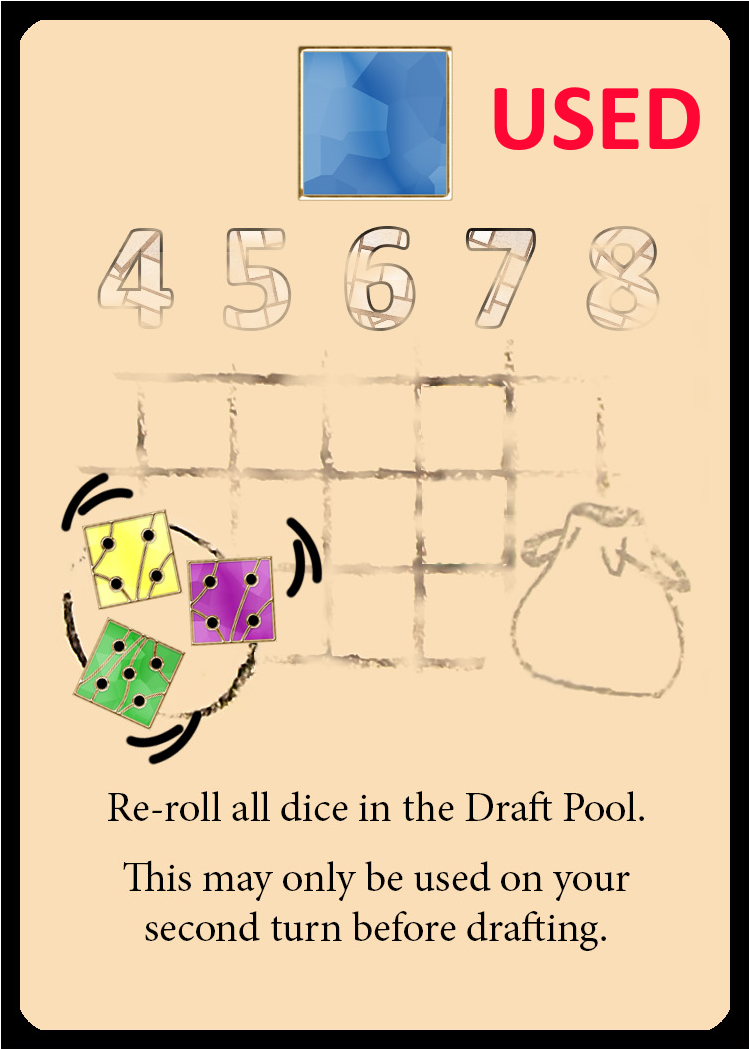 USED
4 5 6 7 8
Re-roll all dice in the Draft Pool.
This may only be used on your
second turn before drafting.